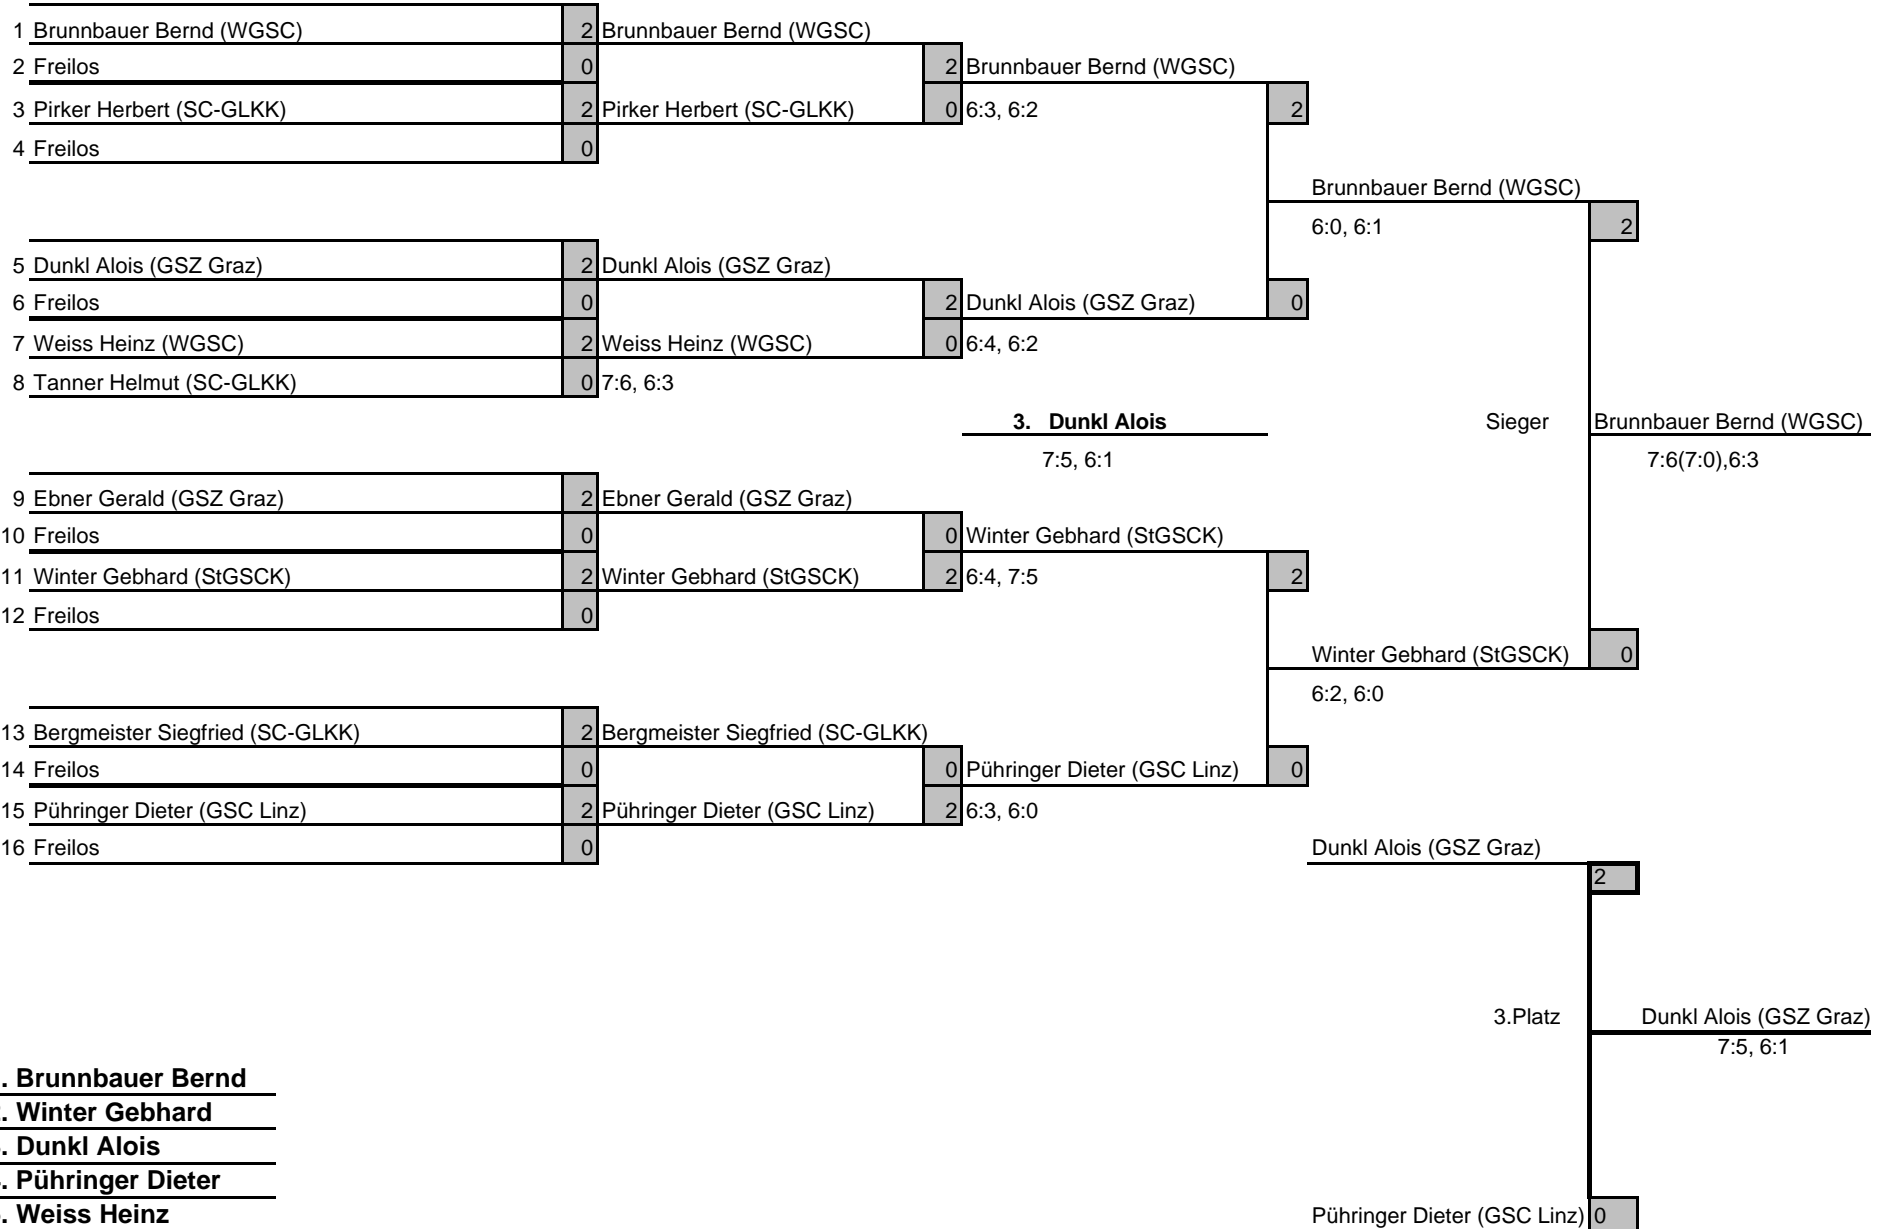 1 Brunnbauer Bernd (WGSC) 2 Brunnbauer Bernd (WGSC)
2 Freilos 0 2 Brunnbauer Bernd (WGSC)
3 Pirker Herbert (SC-GLKK) 2 Pirker Herbert (SC-GLKK) 0 6:3, 6:2 2
4 Freilos 0
Brunnbauer Bernd (WGSC)
6:0, 6:1 2
5 Dunkl Alois (GSZ Graz) 2 Dunkl Alois (GSZ Graz)
6 Freilos 0 2 Dunkl Alois (GSZ Graz) 0
7 Weiss Heinz (WGSC) 2 Weiss Heinz (WGSC) 0 6:4, 6:2
8 Tanner Helmut (SC-GLKK) 0 7:6, 6:3
3. Dunkl Alois Sieger Brunnbauer Bernd (WGSC)
7:5, 6:1 7:6(7:0),6:3
9 Ebner Gerald (GSZ Graz) 2 Ebner Gerald (GSZ Graz)
10 Freilos 0 0 Winter Gebhard (StGSCK)
11 Winter Gebhard (StGSCK) 2 Winter Gebhard (StGSCK) 2 6:4, 7:5 2
12 Freilos 0
Winter Gebhard (StGSCK) 0
6:2, 6:0
13 Bergmeister Siegfried (SC-GLKK) 2 Bergmeister Siegfried (SC-GLKK)
14 Freilos 0 0 Pühringer Dieter (GSC Linz) 0
15 Pühringer Dieter (GSC Linz) 2 Pühringer Dieter (GSC Linz) 2 6:3, 6:0
16 Freilos 0 Dunkl Alois (GSZ Graz)
2
3.Platz Dunkl Alois (GSZ Graz)
7:5, 6:1
. Brunnbauer Bernd
. Winter Gebhard
. Dunkl Alois
. Pühringer Dieter
. Weiss Heinz Pühringer Dieter (GSC Linz) 0